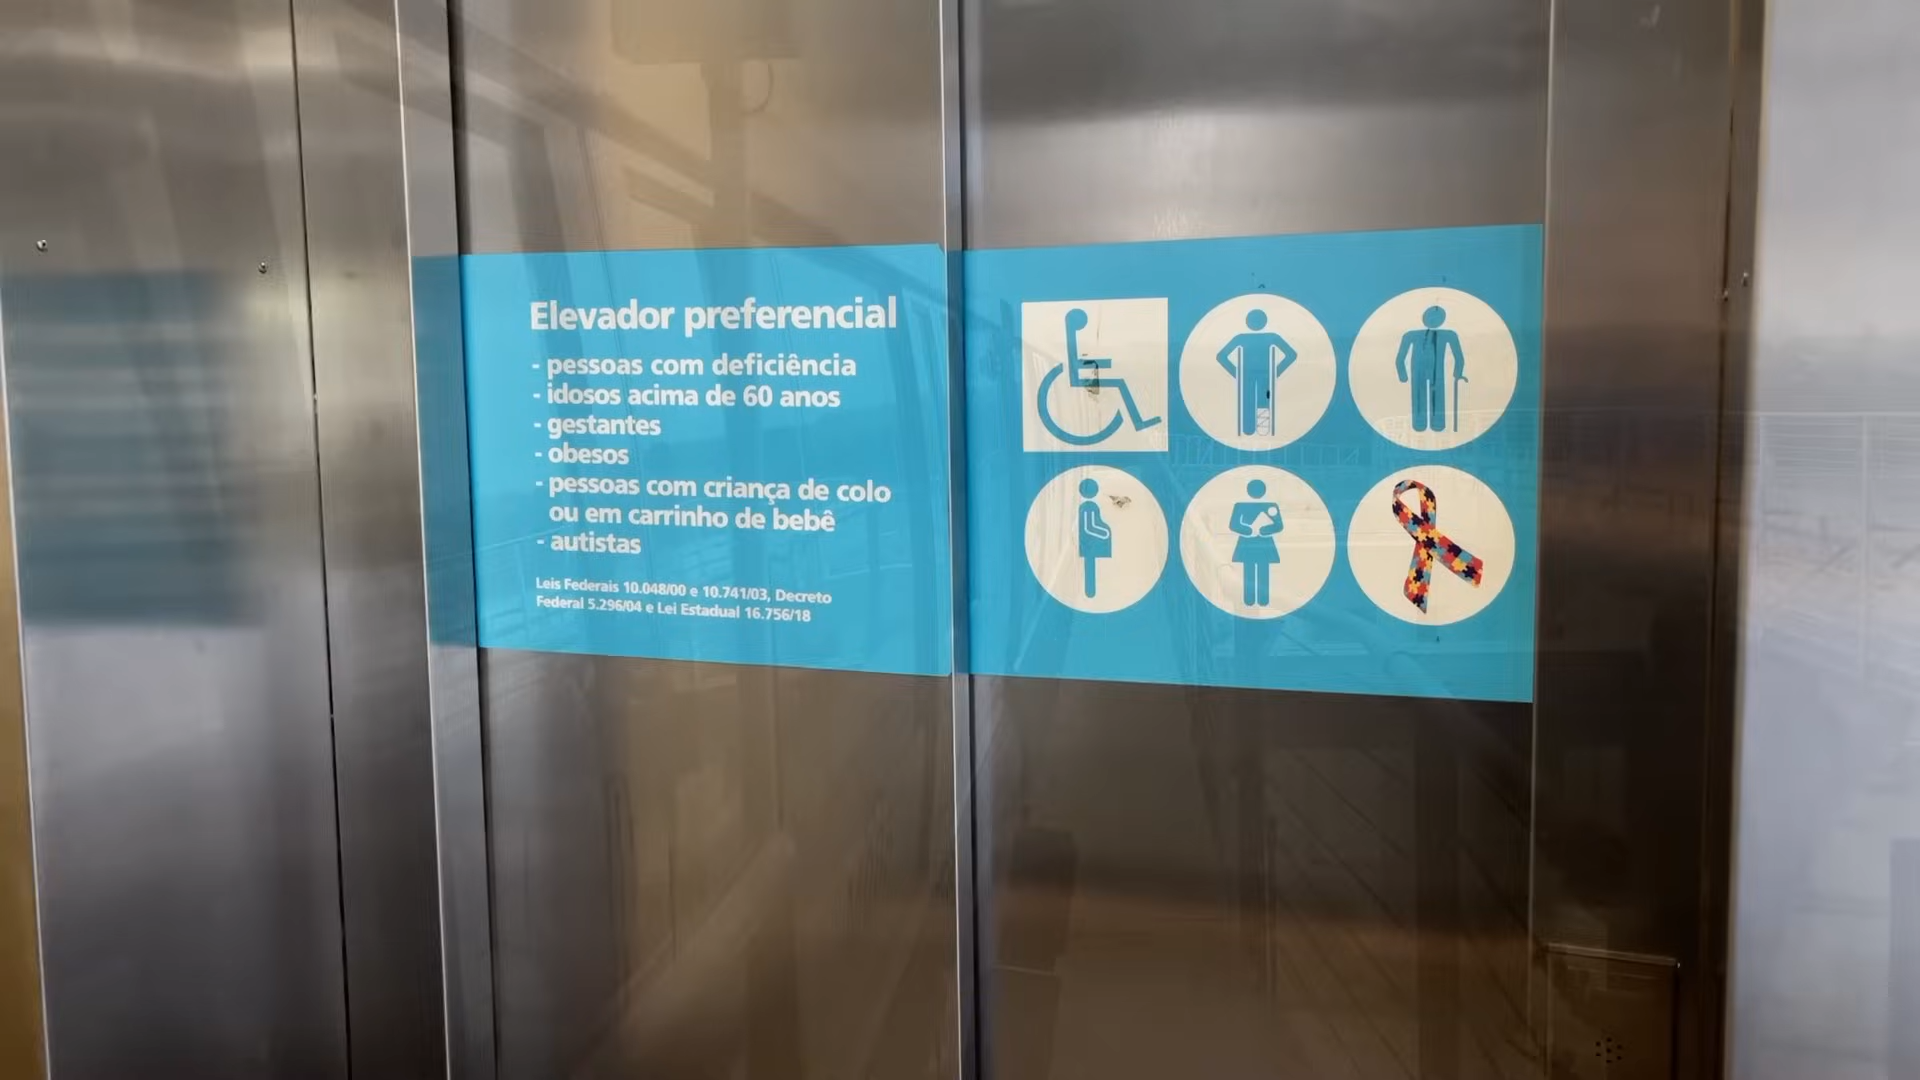 Elevador preferencial
- pessoas com deficiência
- idosos acima de 60 anos
- gestantes
- obesos
- pessoas com criança de colo
ou em carrinho de bebê
- autistas
Leis Federais 10.048/00 e 10.741/03, Decreto
Federal 5.296/04 e Lei Estadual 16.756/18